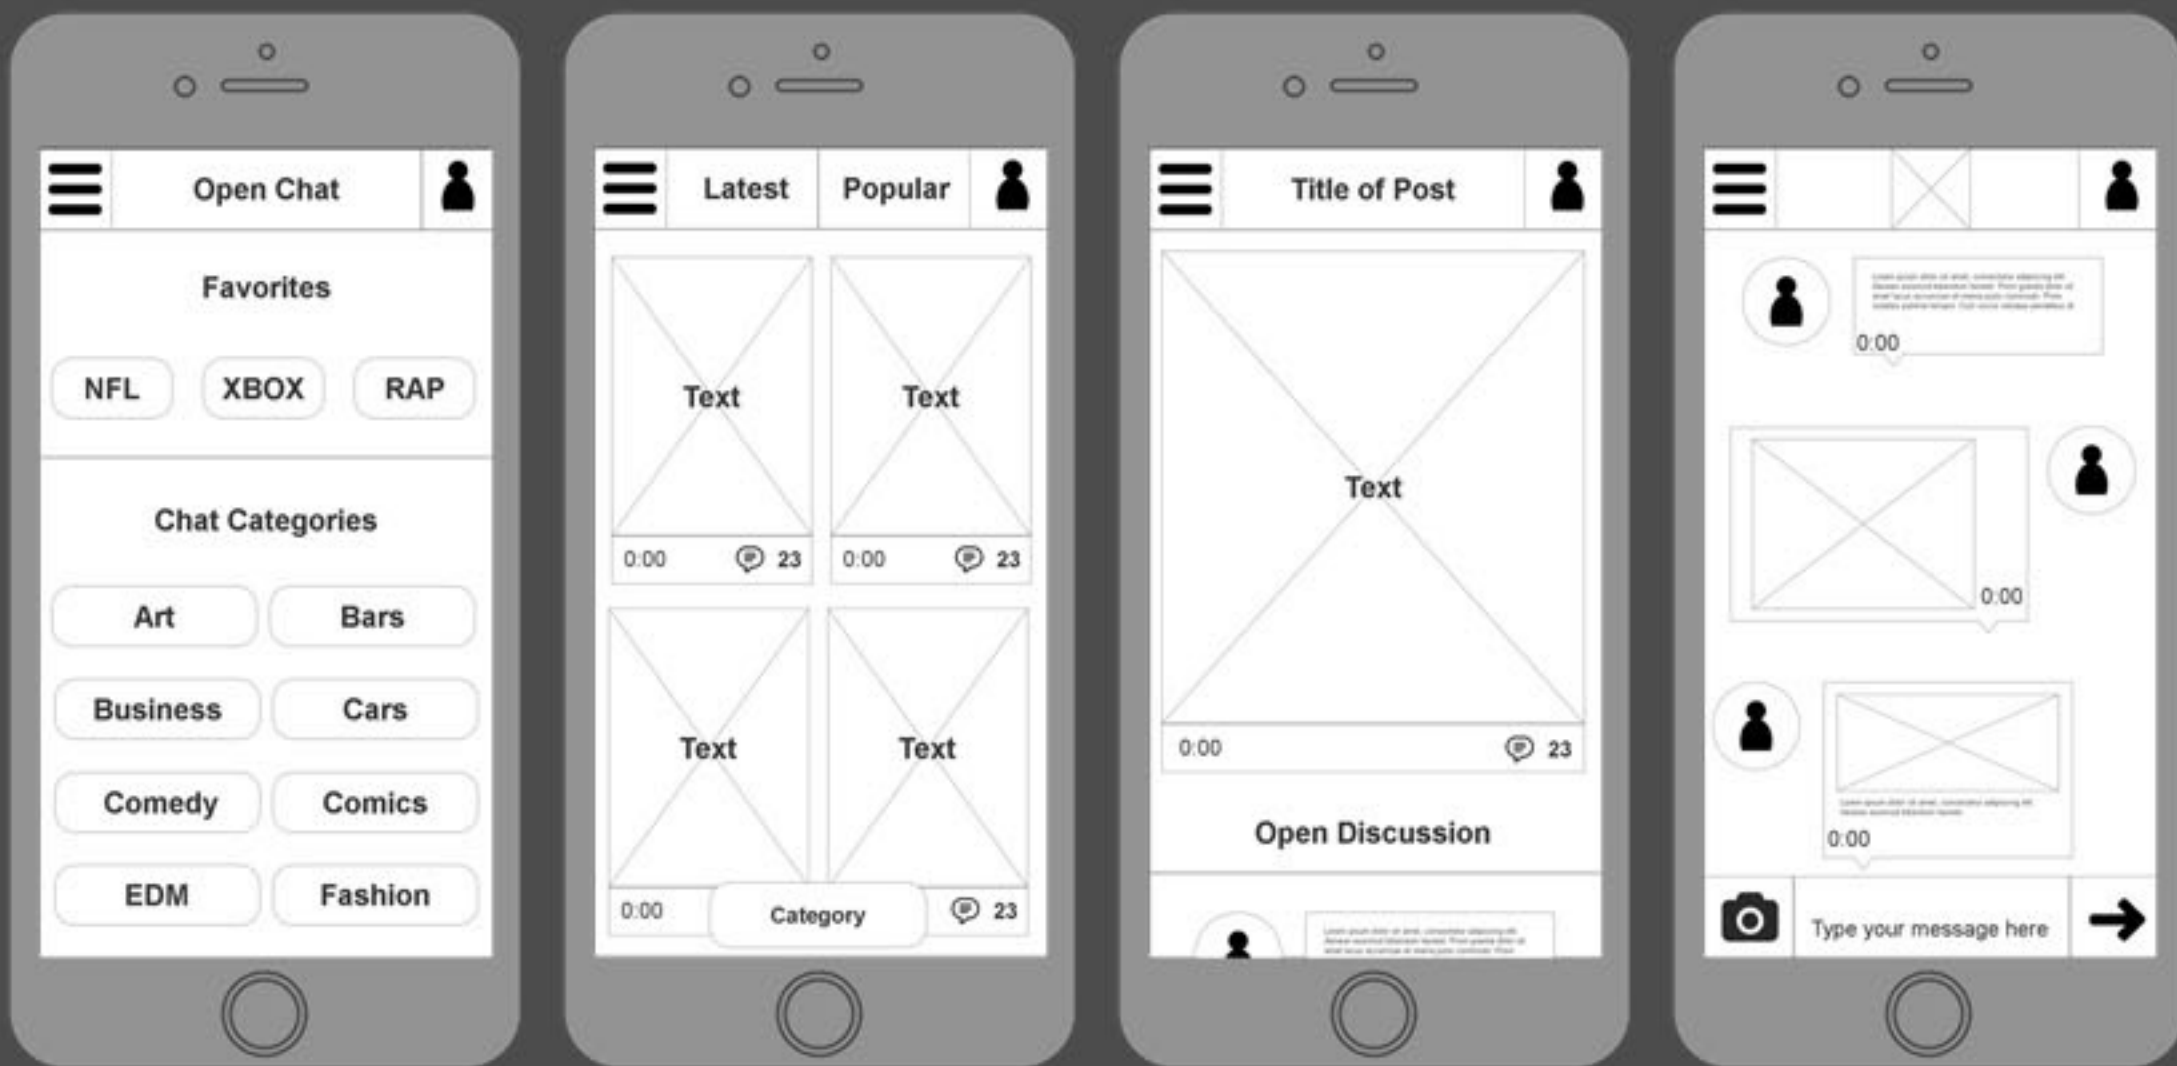 Open Chat
Favorites
NFL XBOX RAP
Chat Categories
Art Bars
Business Cars
Comedy Comics
EDM Fashion
Latest Popular
Text Text
0:00 23 0:00 23
Text Text
0:00 23
Category
Title of Post
Text
0:00 23
Open Discussion
0:00
0:00
0:00
Type your message here